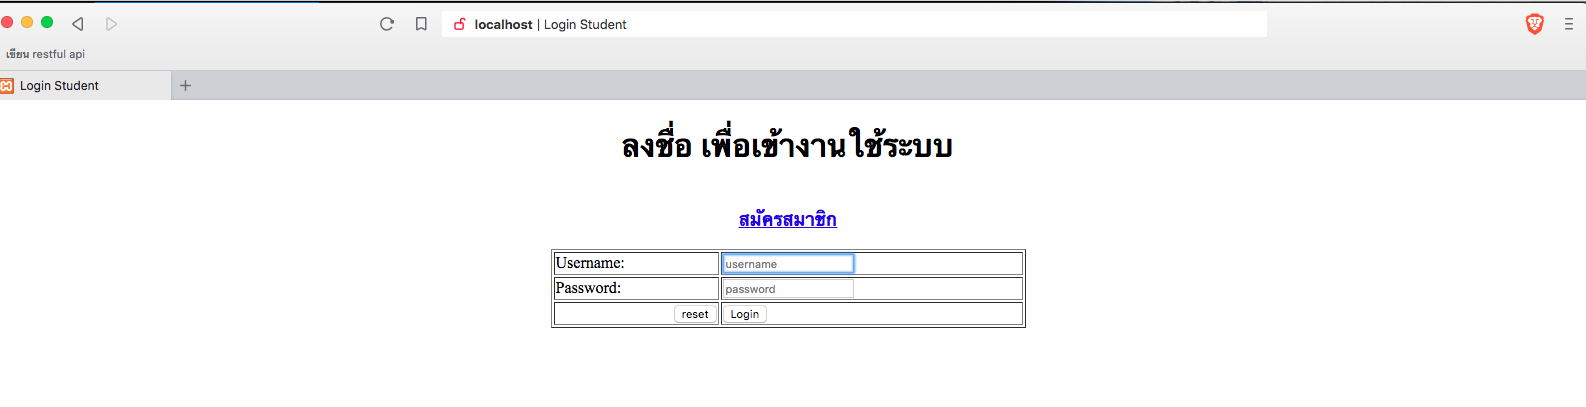 localhost | Login Student
เขียน restful api
Login Student
ลงชื่อ เพื่อเข้างานใช้ระบบ
สมัครสมาชิก
Username: username
Password: password
reset Login